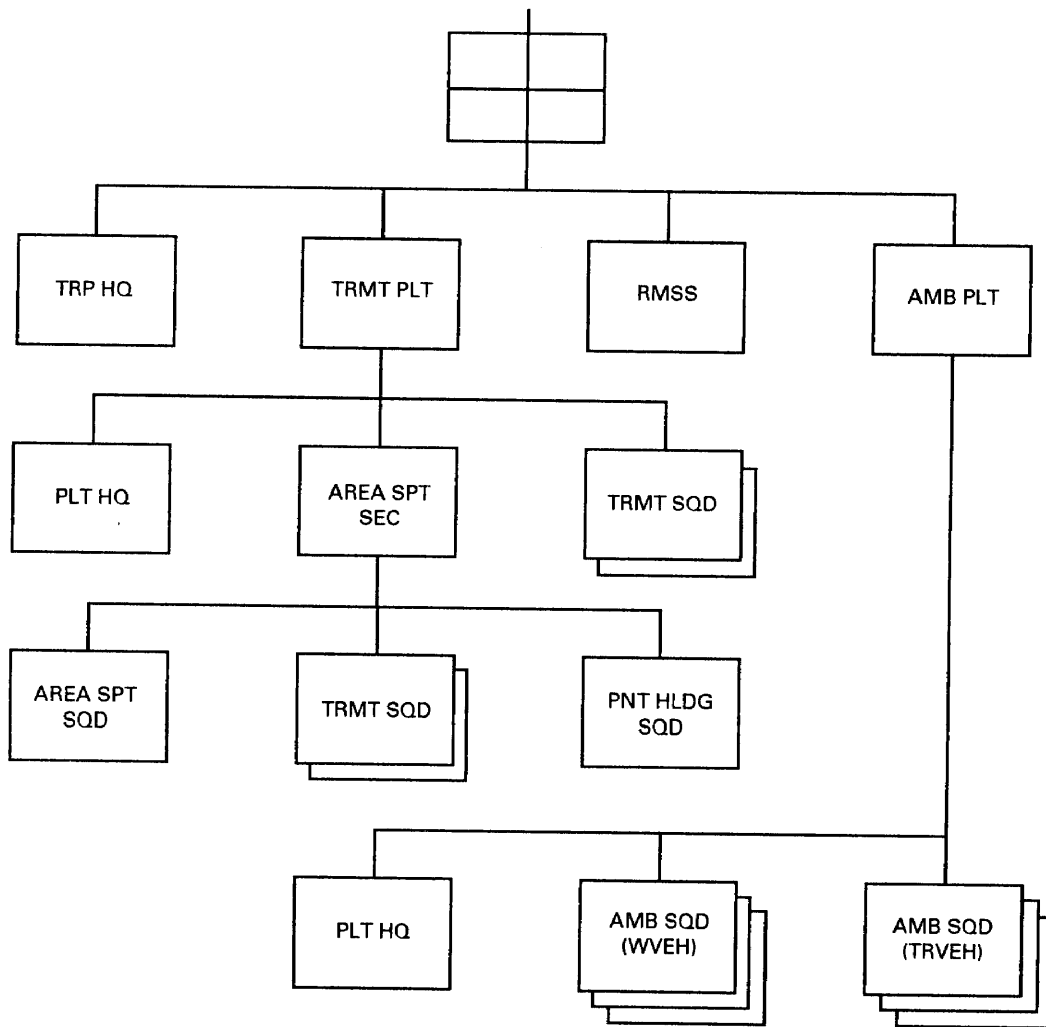 TRP HQ
TRMT PLT
RMSS
AMB PLT
PLT HQ
AREA SPT
SEC
TRMT SQD
AREA SPT
SQD
TRMT SQD
PNT HLDG
SQD
PLT HQ
AMB SQD
(WVEH)
AMB SQD
(TRVEH)